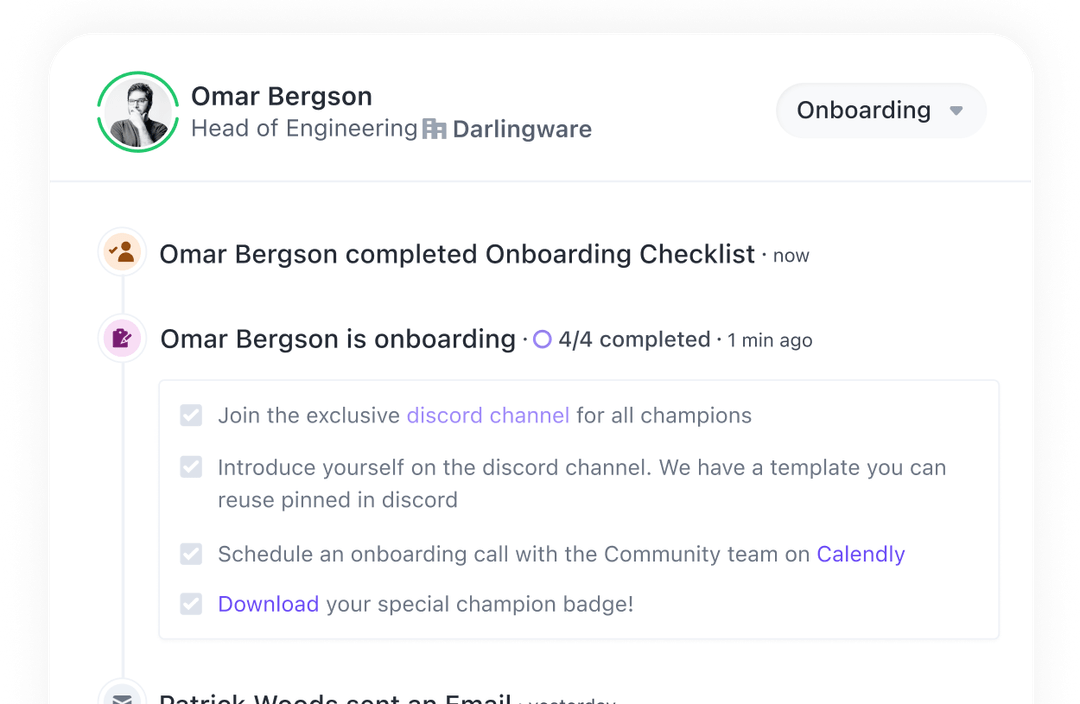 Omar Bergson
Head of Engineering Darlingware
Onboarding
Omar Bergson completed Onboarding Checklist · now
Omar Bergson is onboarding · 4/4 completed · 1 min ago
Join the exclusive discord channel for all champions
Introduce yourself on the discord channel. We have a template you can
reuse pinned in discord
Schedule an onboarding call with the Community team on Calendly
Download your special champion badge!
Patrick Woods sent an Email · yesterday